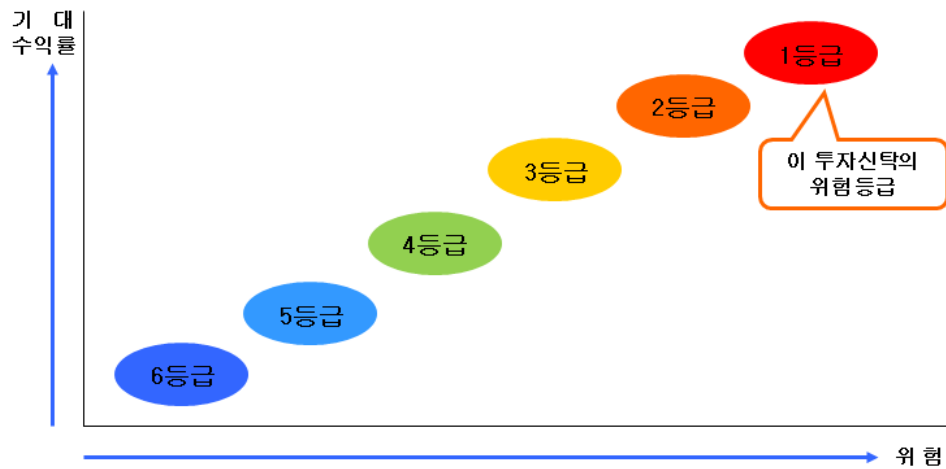 기 대
수익률
1등급
2등급
이 투자신탁의
위험등급
3등급
4등급
5등급
6등급
위 험